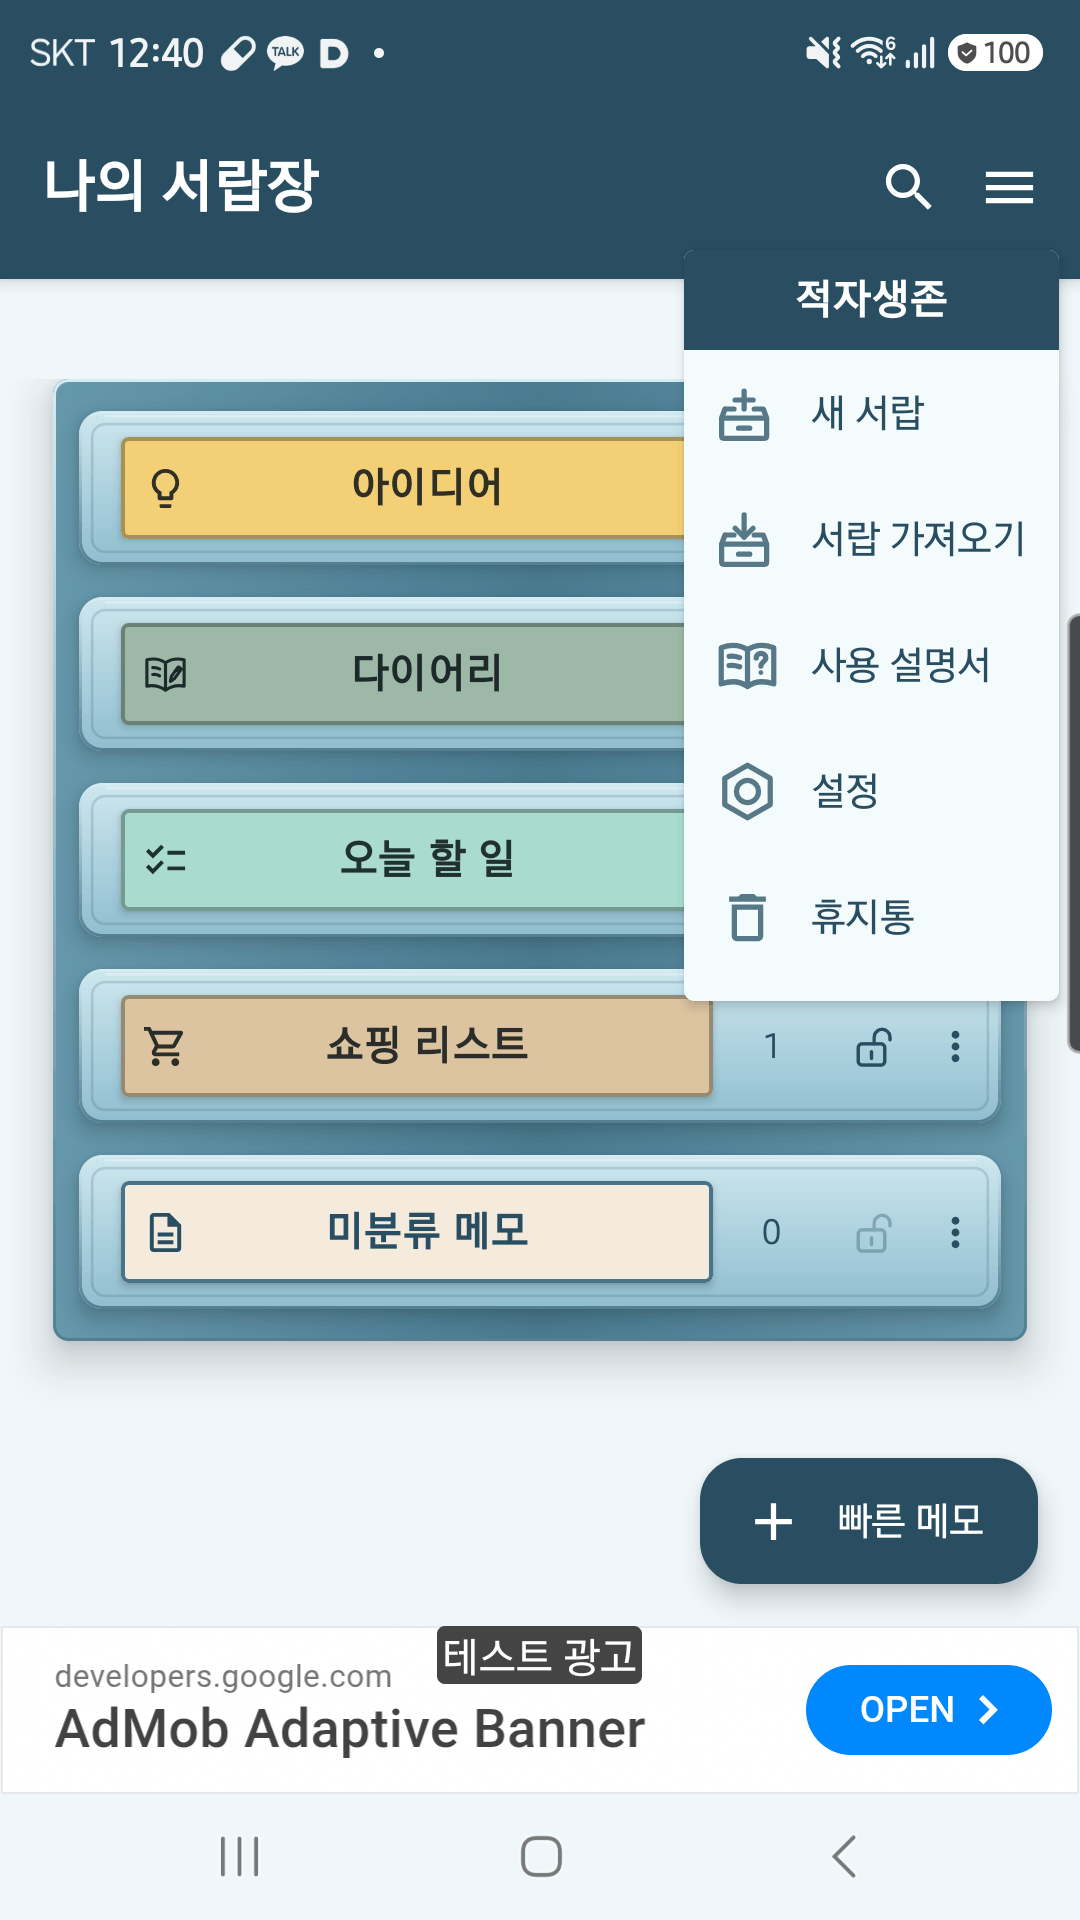 SKT 12:40 TALK D 6 100
나의 서랍장
적자생존
새 서랍
서랍 가져오기
사용 설명서
설정
휴지통
아이디어
다이어리
오늘 할 일
쇼핑 리스트 1
미분류 메모 0
빠른 메모
테스트 광고
developers.google.com
AdMob Adaptive Banner
OPEN